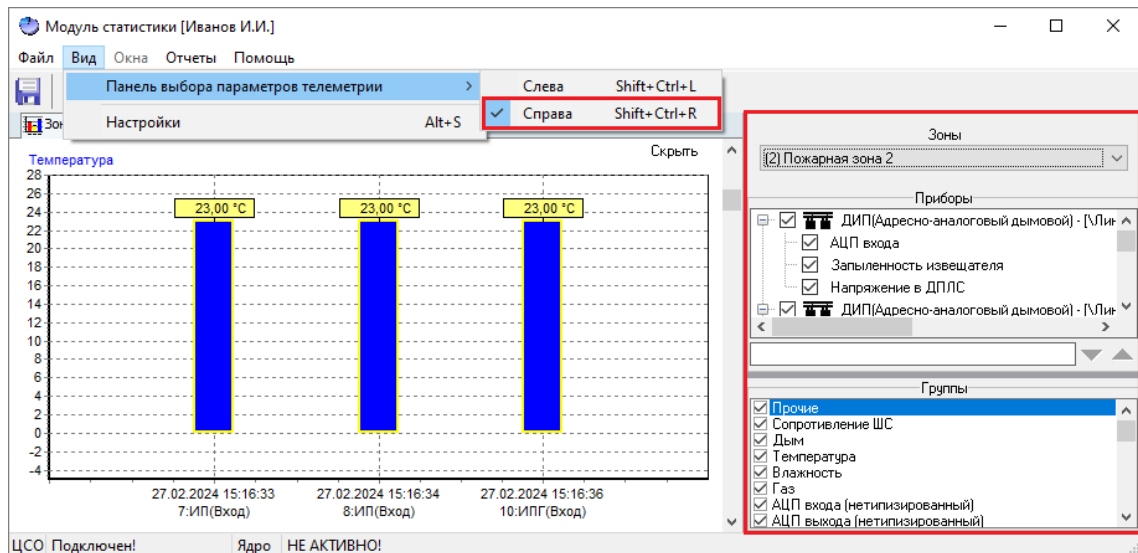 Модуль статистики [Иванов И.И.]
Файл Вид Окна Отчеты Помощь
Панель выбора параметров телеметрии
Слева Shift+Ctrl+L
Справа Shift+Ctrl+R
Настройки Alt+S
Скрыть
Температура
28
26
24
22
20
18
16
14
12
10
8
6
4
2
0
-2
-4
23,00 °C 23,00 °C 23,00 °C
27.02.2024 15:16:33 27.02.2024 15:16:34 27.02.2024 15:16:36
7:ИП(Вход) 8:ИП(Вход) 10:ИПГ(Вход)
Зоны
(2) Пожарная зона 2
Приборы
ДИП(Адресно-аналоговый дымовой) - [\Лин
АЦП входа
Запыленность извещателя
Напряжение в ДПЛС
ДИП(Адресно-аналоговый дымовой) - [\Лин
Группы
Прочие
Сопротивление ШС
Дым
Температура
Влажность
Газ
АЦП входа (нетипизированный)
АЦП выхода (нетипизированный)
ЦСО Подключен! Ядро НЕ АКТИВНО!